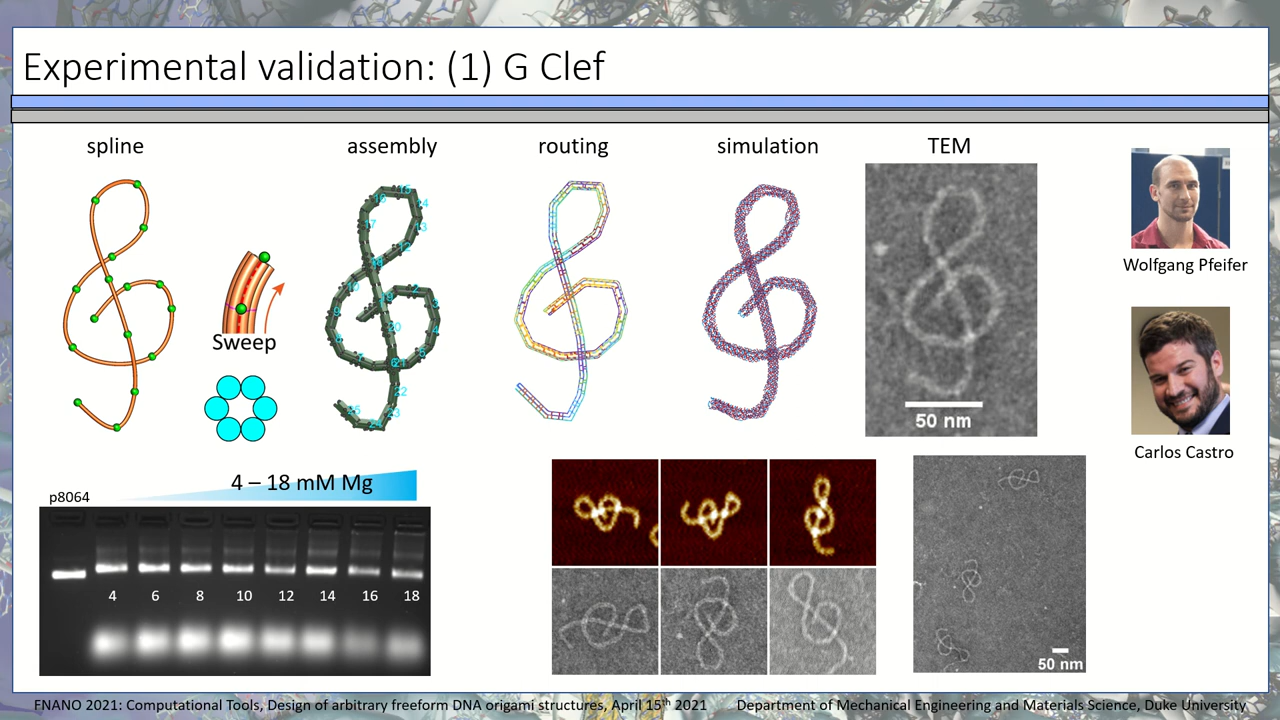 Experimental validation: (1) G Clef
spline
assembly
routing
simulation
TEM
Sweep
50 nm
Wolfgang Pfeifer
Carlos Castro
4 – 18 mM Mg
p8064
4 6 8 10 12 14 16 18
50 nm
FNANO 2021: Computational Tools, Design of arbitrary freeform DNA origami structures, April 15th 2021
Department of Mechanical Engineering and Materials Science, Duke University